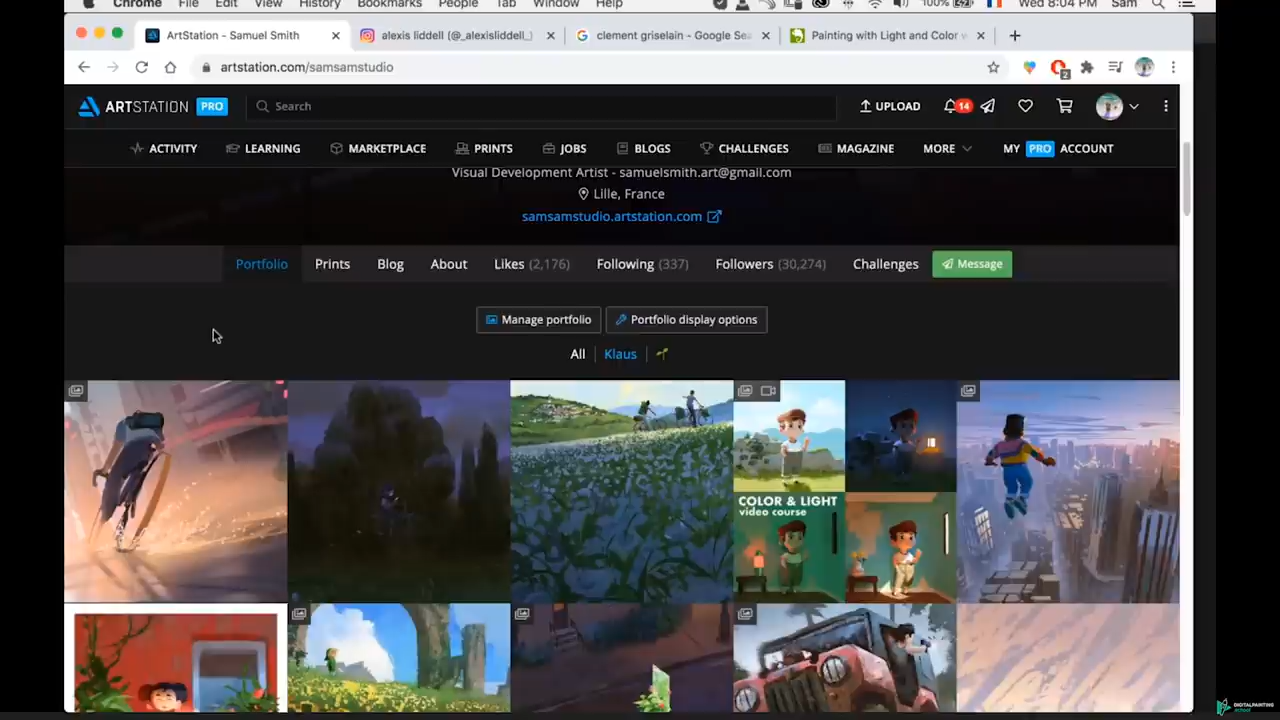 Chrome File Edit View History Bookmarks People Tab Window Help 100% Wed 8:04 PM Sam
ArtStation - Samuel Smith
alexis liddell (@_alexisliddell_)
clement griselain - Google Sea
Painting with Light and Color w
artstation.com/samsamstudio
2
ARTSTATION PRO
Search
UPLOAD
14
ACTIVITY LEARNING MARKETPLACE PRINTS JOBS BLOGS CHALLENGES MAGAZINE MORE MY PRO ACCOUNT
Visual Development Artist - samuelsmith.art@gmail.com
Lille, France
samsamstudio.artstation.com
Portfolio Prints Blog About Likes (2,176) Following (337) Followers (30,274) Challenges Message
Manage portfolio Portfolio display options
All Klaus
COLOR & LIGHT
video course
DIGITALPAINTING